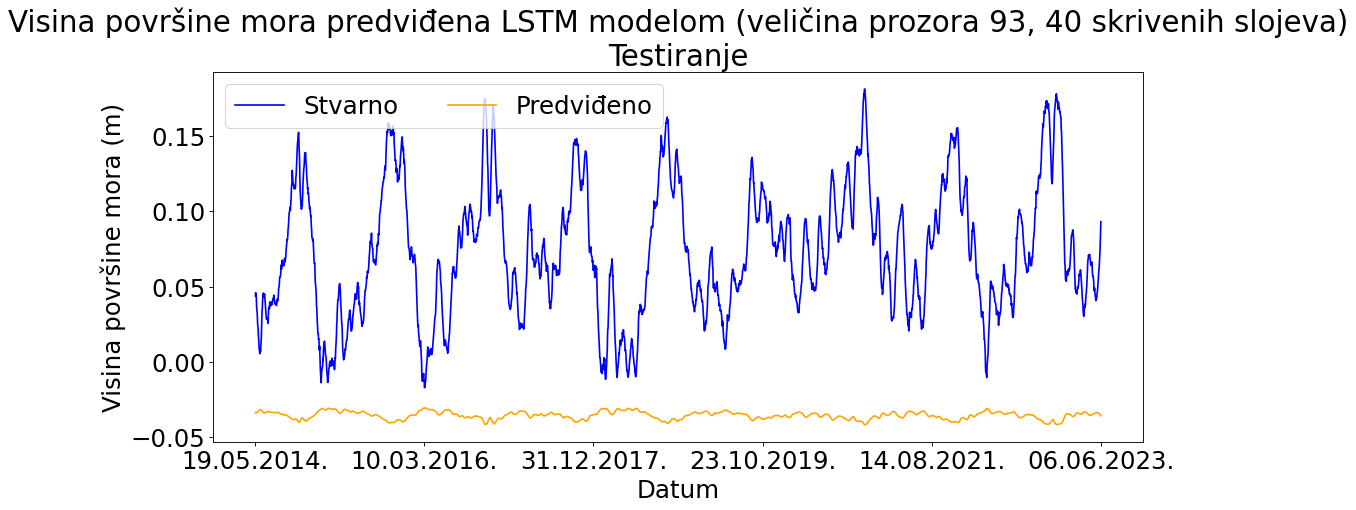 Visina površine mora predviđena LSTM modelom (veličina prozora 93, 40 skrivenih slojeva)
Testiranje
Stvarno
Predviđeno
Visina površine mora (m)
0.15
0.10
0.05
0.00
−0.05
19.05.2014.
10.03.2016.
31.12.2017.
23.10.2019.
14.08.2021.
06.06.2023.
Datum